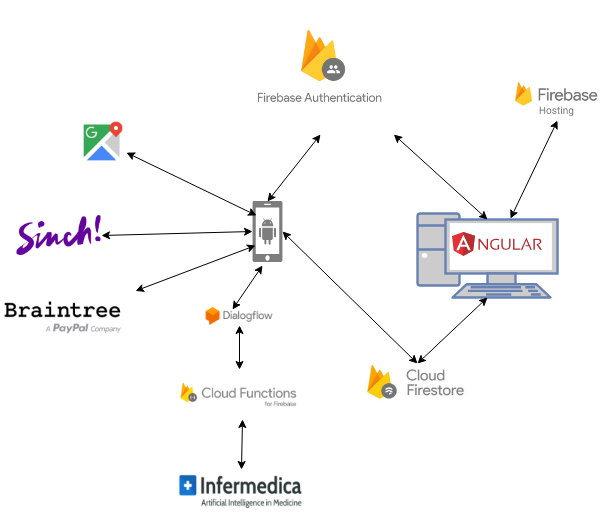 Firebase Authentication
Firebase
Hosting
G
Sinch!
A NGULAR
Braintree
A PayPal Company
Dialogflow
Cloud
Firestore
Cloud Functions
for Firebase
Infermedica
Artificial Intelligence in Medicine